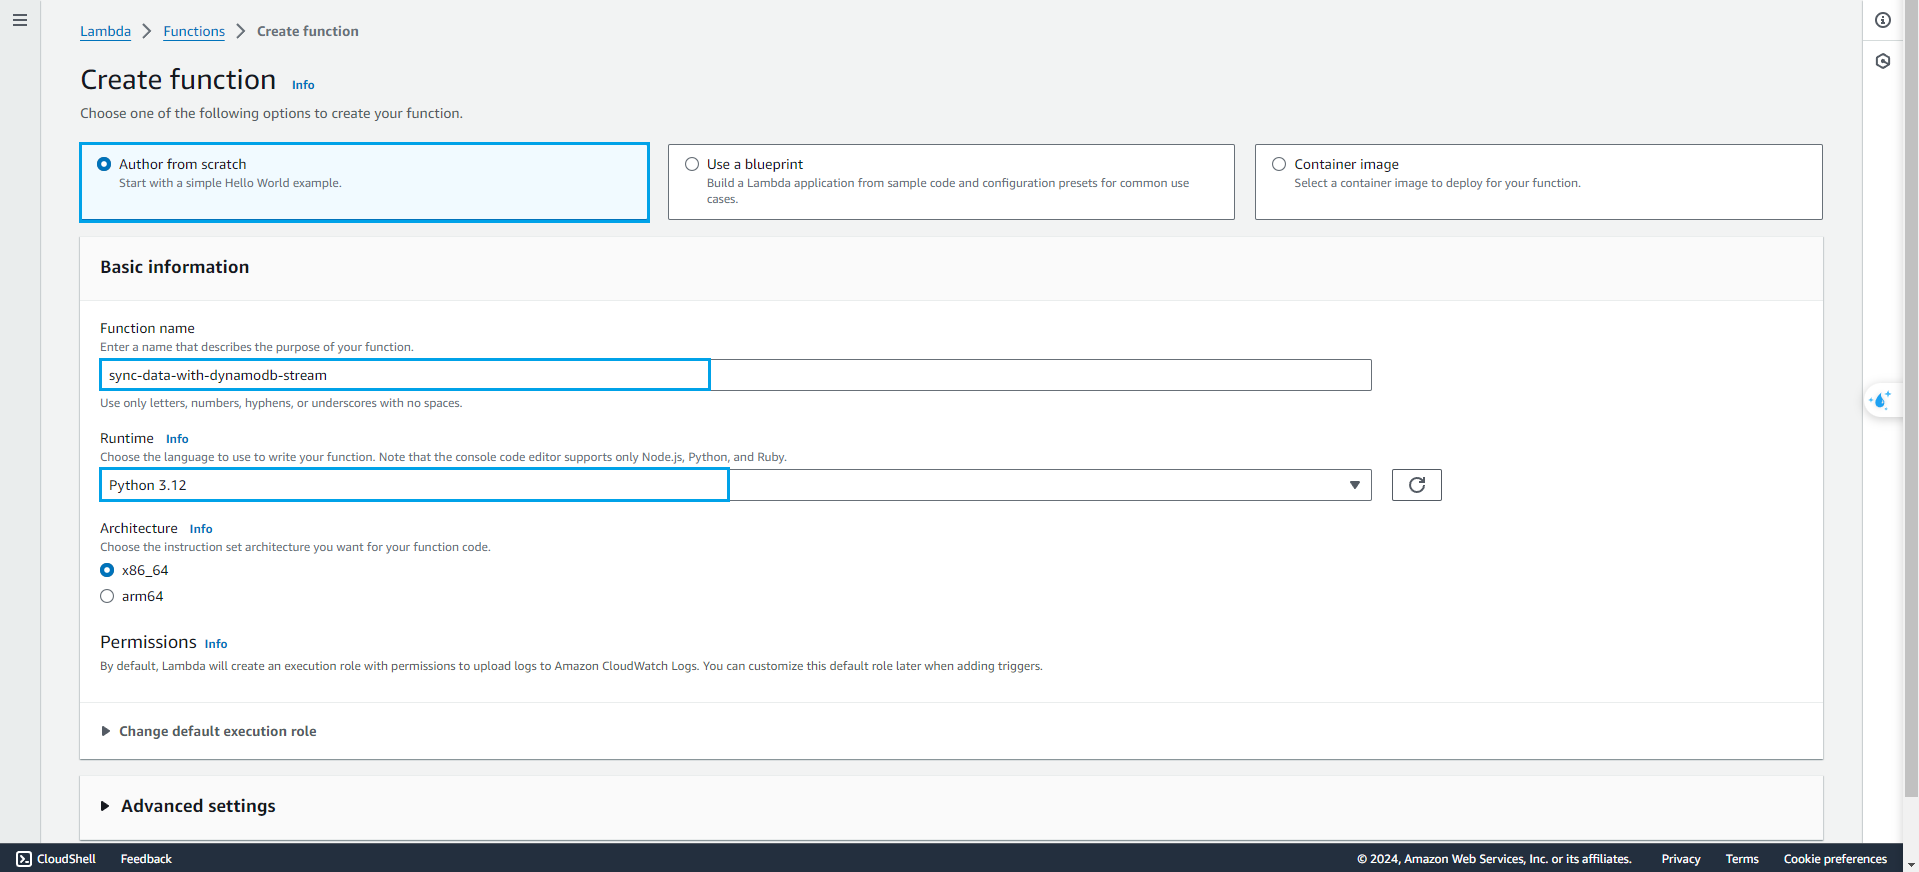 Lambda > Functions > Create function
Create function Info
Choose one of the following options to create your function.
Author from scratch
Start with a simple Hello World example.
Use a blueprint
Build a Lambda application from sample code and configuration presets for common use
cases.
Container image
Select a container image to deploy for your function.
Basic information
Function name
Enter a name that describes the purpose of your function.
sync-data-with-dynamodb-stream
Use only letters, numbers, hyphens, or underscores with no spaces.
Runtime Info
Choose the language to use to write your function. Note that the console code editor supports only Node.js, Python, and Ruby.
Python 3.12
Architecture Info
Choose the instruction set architecture you want for your function code.
x86_64
arm64
Permissions Info
By default, Lambda will create an execution role with permissions to upload logs to Amazon CloudWatch Logs. You can customize this default role later when adding triggers.
Change default execution role
Advanced settings
CloudShell Feedback © 2024, Amazon Web Services, Inc. or its affiliates. Privacy Terms Cookie preferences